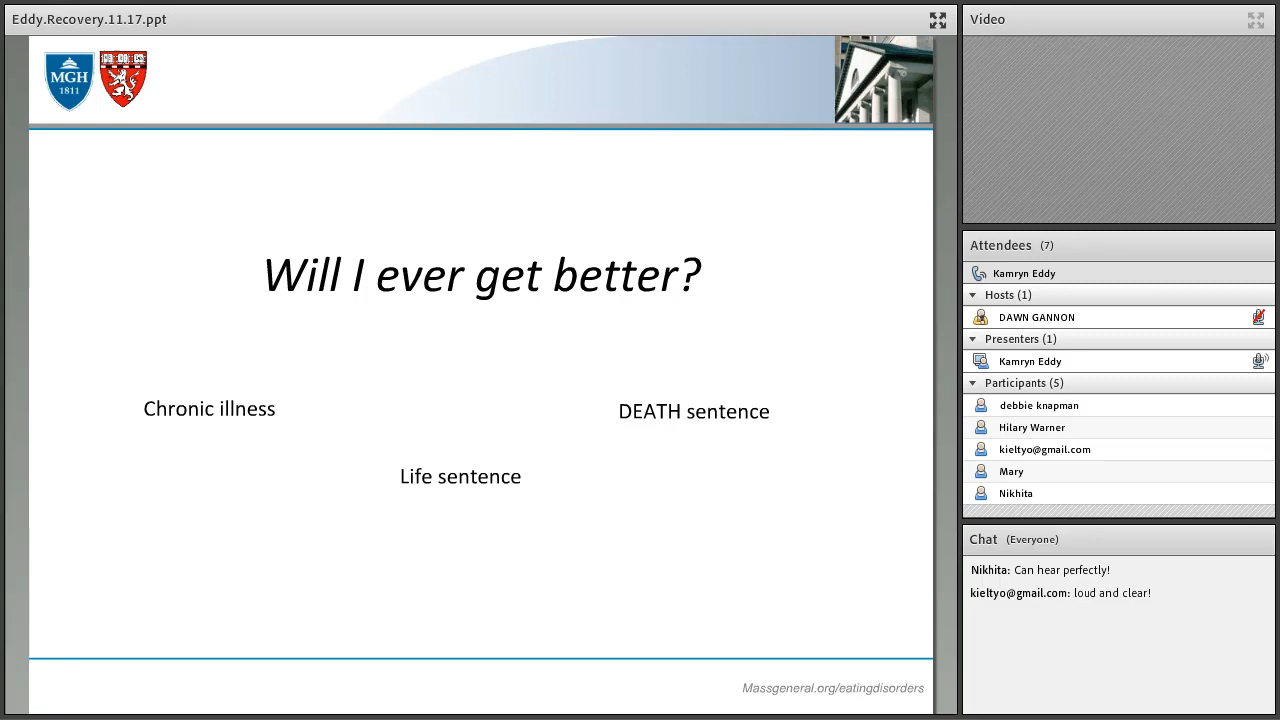 Eddy.Recovery.11.17.ppt
MGH
1811
Will I ever get better?
Chronic illness
DEATH sentence
Life sentence
Massgeneral.org/eatingdisorders
Video
Attendees (7)
Kamryn Eddy
Hosts (1)
DAWN GANNON
Presenters (1)
Kamryn Eddy
Participants (5)
debbie knapman
Hilary Warner
kieltyo@gmail.com
Mary
Nikhita
Chat (Everyone)
Nikhita: Can hear perfectly!
kieltyo@gmail.com: loud and clear!